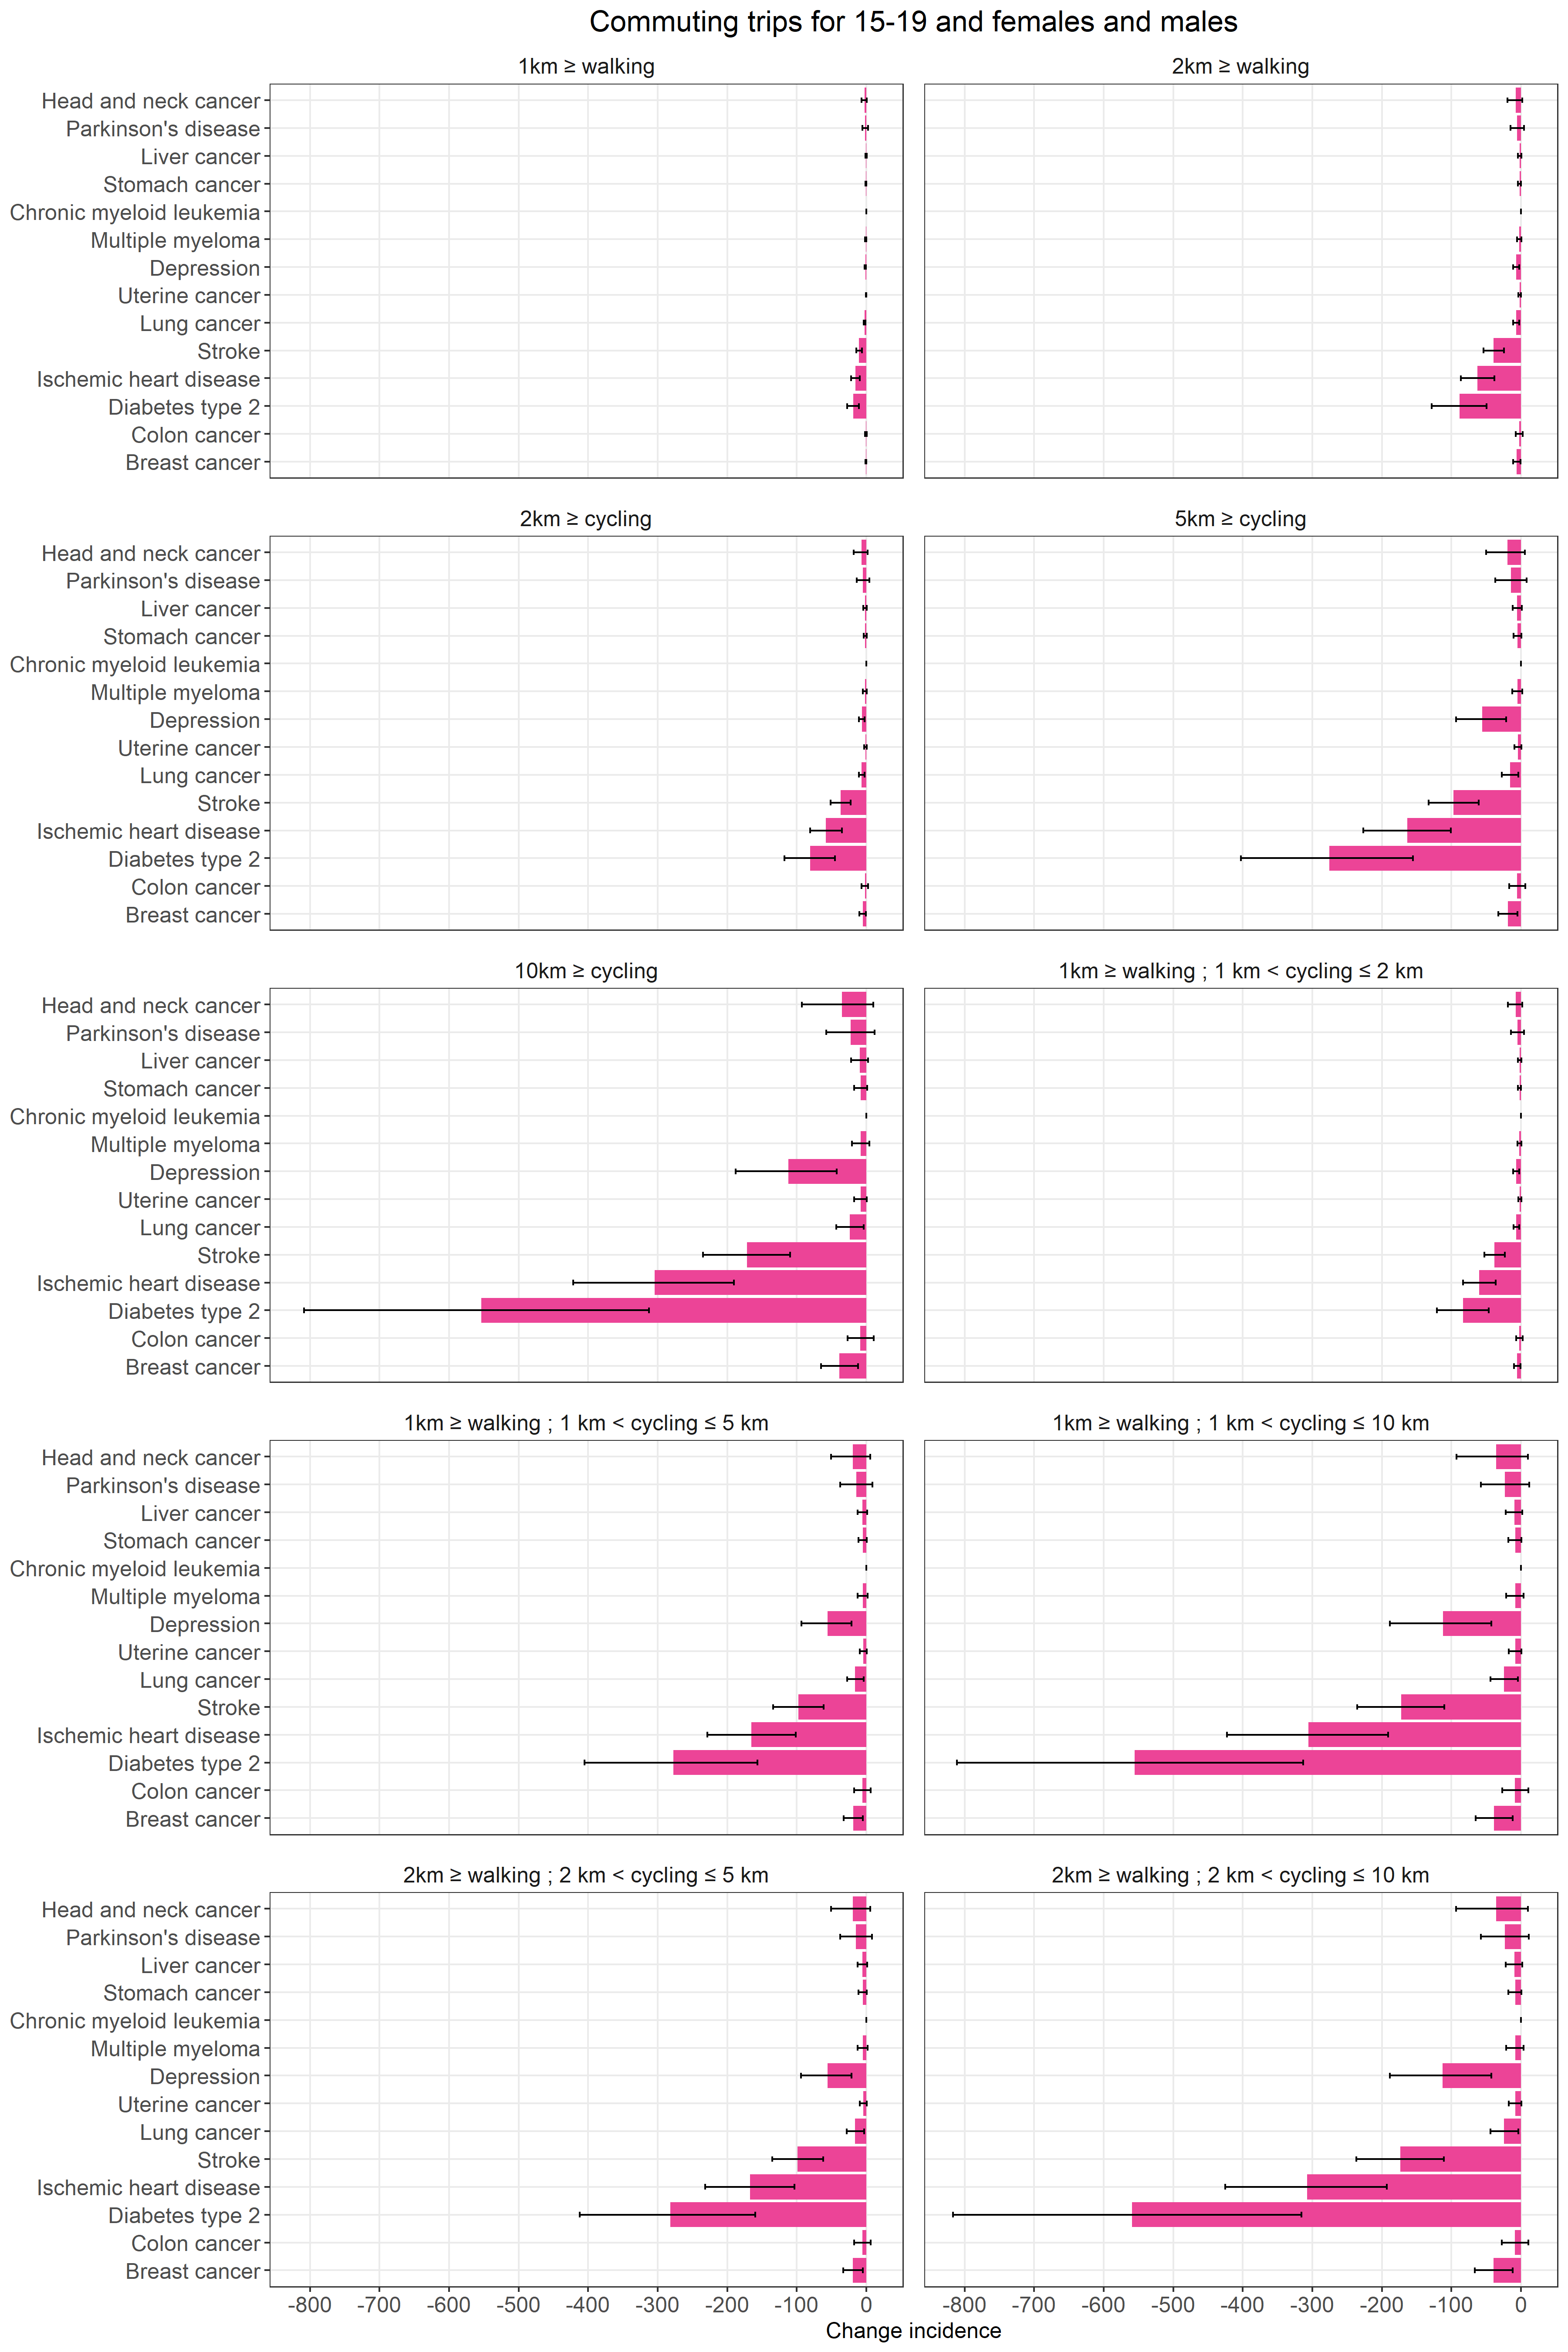 Commuting trips for 15-19 and females and males
1km ≥ walking
2km ≥ walking
Head and neck cancer
Parkinson's disease
Liver cancer
Stomach cancer
Chronic myeloid leukemia
Multiple myeloma
Depression
Uterine cancer
Lung cancer
Stroke
Ischemic heart disease
Diabetes type 2
Colon cancer
Breast cancer
2km ≥ cycling
5km ≥ cycling
Head and neck cancer
Parkinson's disease
Liver cancer
Stomach cancer
Chronic myeloid leukemia
Multiple myeloma
Depression
Uterine cancer
Lung cancer
Stroke
Ischemic heart disease
Diabetes type 2
Colon cancer
Breast cancer
10km ≥ cycling
1km ≥ walking ; 1 km < cycling ≤ 2 km
Head and neck cancer
Parkinson's disease
Liver cancer
Stomach cancer
Chronic myeloid leukemia
Multiple myeloma
Depression
Uterine cancer
Lung cancer
Stroke
Ischemic heart disease
Diabetes type 2
Colon cancer
Breast cancer
1km ≥ walking ; 1 km < cycling ≤ 5 km
1km ≥ walking ; 1 km < cycling ≤ 10 km
Head and neck cancer
Parkinson's disease
Liver cancer
Stomach cancer
Chronic myeloid leukemia
Multiple myeloma
Depression
Uterine cancer
Lung cancer
Stroke
Ischemic heart disease
Diabetes type 2
Colon cancer
Breast cancer
2km ≥ walking ; 2 km < cycling ≤ 5 km
2km ≥ walking ; 2 km < cycling ≤ 10 km
Head and neck cancer
Parkinson's disease
Liver cancer
Stomach cancer
Chronic myeloid leukemia
Multiple myeloma
Depression
Uterine cancer
Lung cancer
Stroke
Ischemic heart disease
Diabetes type 2
Colon cancer
Breast cancer
-800 -700 -600 -500 -400 -300 -200 -100 0
-800 -700 -600 -500 -400 -300 -200 -100 0
Change incidence